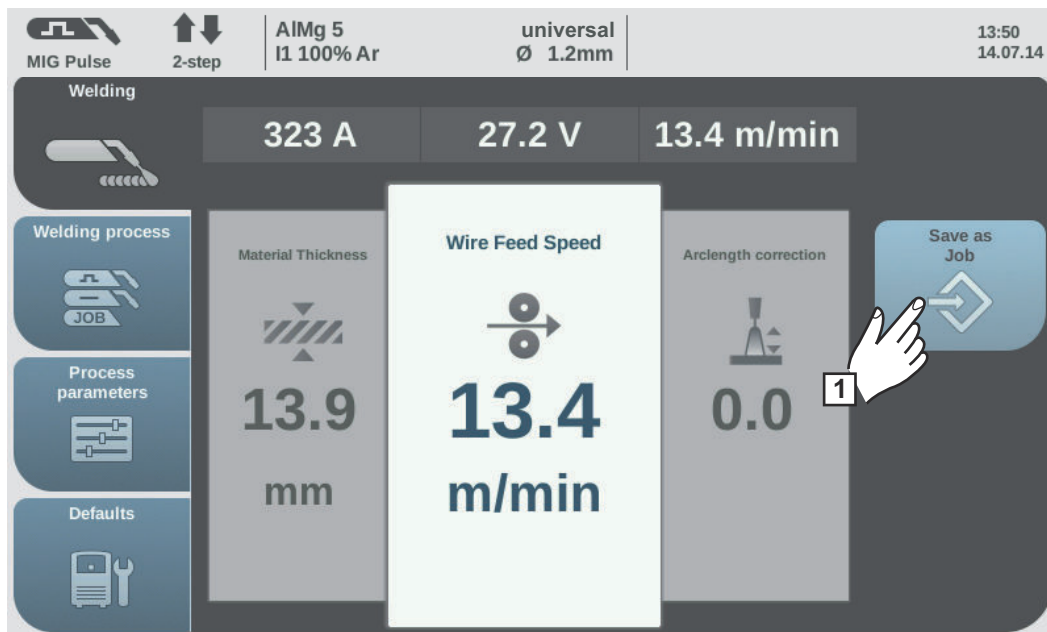 MIG Pulse
2-step
AlMg 5
I1 100% Ar
universal
Ø 1.2mm
13:50
14.07.14
Welding
323 A
27.2 V
13.4 m/min
Welding process
JOB
Process
parameters
Defaults
Material Thickness
13.9
mm
Wire Feed Speed
13.4
m/min
Arclength correction
0.0
Save as
Job
1